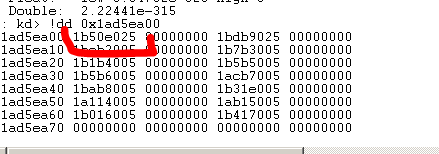 Double: 2.22441e-315
: kd> !dd 0x1ad5ea00
1ad5ea00 1b50e025 00000000 1bdb9025 00000000
1ad5ea10 00000000 1b7b3005 00000000
1ad5ea20 1b1b4005 00000000 1b5b5005 00000000
1ad5ea30 1b5b6005 00000000 1acb7005 00000000
1ad5ea40 1bab8005 00000000 1b31e005 00000000
1ad5ea50 1a114005 00000000 1ab15005 00000000
1ad5ea60 1b016005 00000000 1b417005 00000000
1ad5ea70 00000000 00000000 00000000 00000000